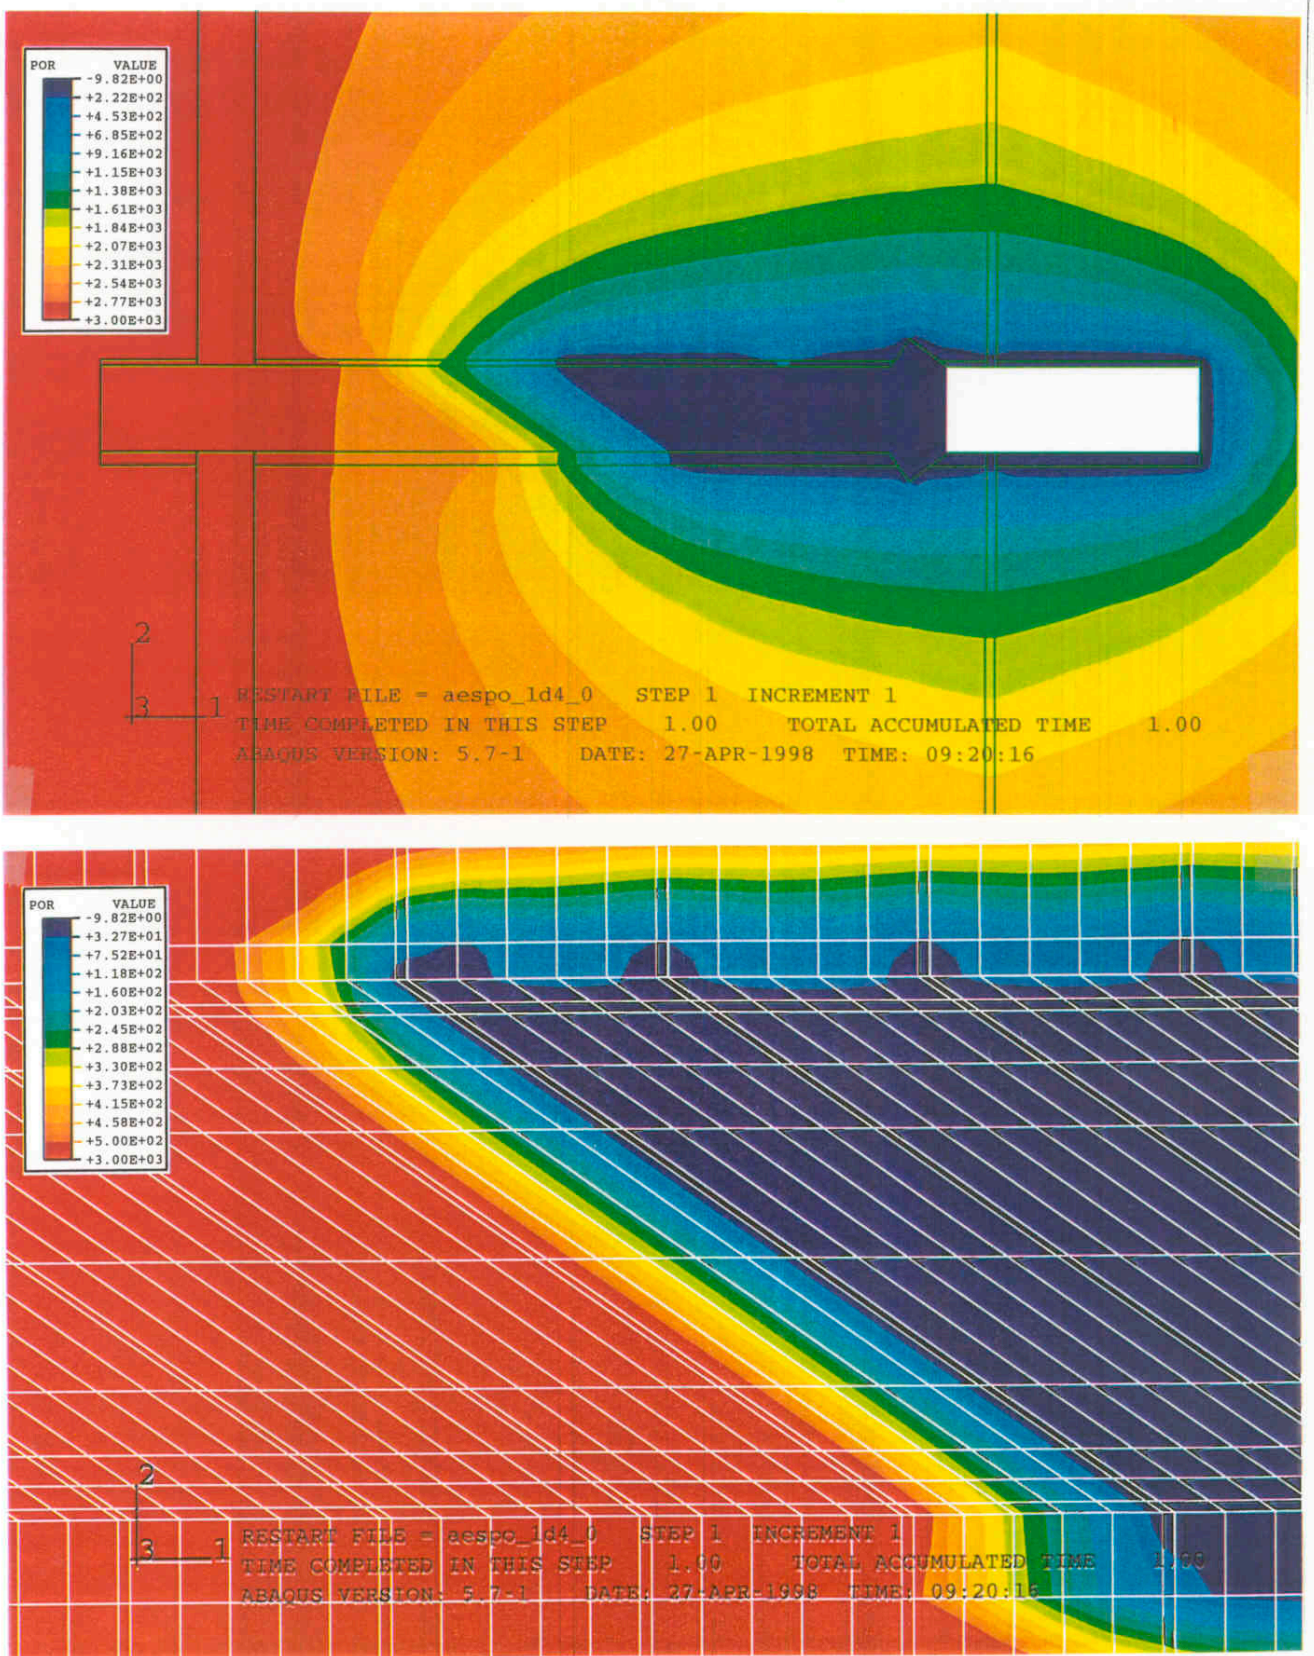 POR VALUE
-9.82E+00
+2.22E+02
+4.53E+02
+6.85E+02
+9.16E+02
+1.15E+03
+1.38E+03
+1.61E+03
+1.84E+03
+2.07E+03
+2.31E+03
+2.54E+03
+2.77E+03
+3.00E+03
2
3 1
RESTART FILE = aespo_1d4_0 STEP 1 INCREMENT 1
TIME COMPLETED IN THIS STEP 1.00 TOTAL ACCUMULATED TIME 1.00
ABAQUS VERSION: 5.7-1 DATE: 27-APR-1998 TIME: 09:20:16
POR VALUE
-9.82E+00
+3.27E+01
+7.52E+01
+1.18E+02
+1.60E+02
+2.03E+02
+2.45E+02
+2.88E+02
+3.30E+02
+3.73E+02
+4.15E+02
+4.58E+02
+5.00E+02
+3.00E+03
2
3 1
RESTART FILE = aespo_1d4_0 STEP 1 INCREMENT 1
TIME COMPLETED IN THIS STEP 1.00 TOTAL ACCUMULATED TIME 1.00
ABAQUS VERSION: 5.7-1 DATE: 27-APR-1998 TIME: 09:20:16